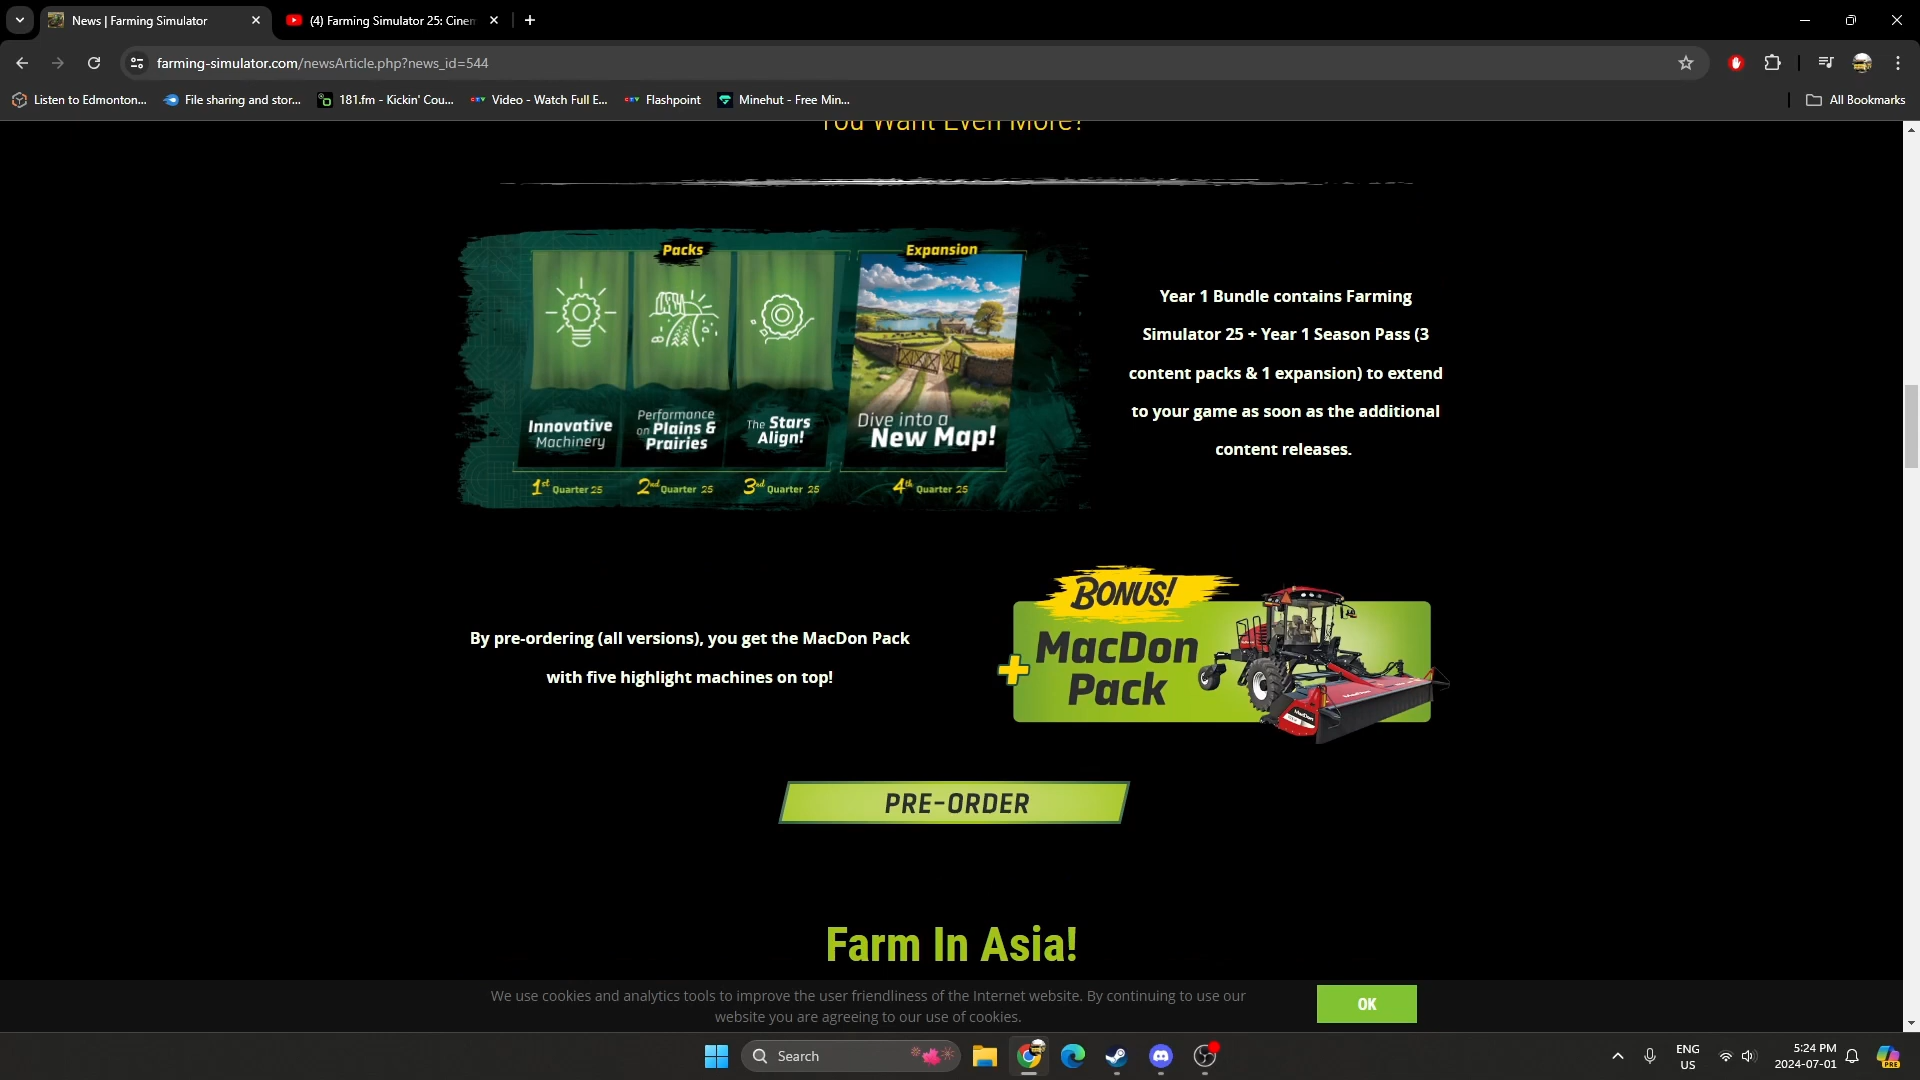 News | Farming Simulator
(4) Farming Simulator 25: Cinem
farming-simulator.com/newsArticle.php?news_id=544
Listen to Edmonton...
File sharing and stor...
181.fm - Kickin' Cou...
Video - Watch Full E...
Flashpoint
Minehut - Free Min...
All Bookmarks
You Want Even More?
Packs
Expansion
Innovative Machinery
Performance on Plains & Prairies
The Stars Align!
Dive into a New Map!
1st Quarter 25
2nd Quarter 25
3nd Quarter 25
4th Quarter 25
Year 1 Bundle contains Farming
Simulator 25 + Year 1 Season Pass (3
content packs & 1 expansion) to extend
to your game as soon as the additional
content releases.
By pre-ordering (all versions), you get the MacDon Pack
with five highlight machines on top!
BONUS!
+ MacDon
Pack
MacDon
PRE-ORDER
Farm In Asia!
We use cookies and analytics tools to improve the user friendliness of the Internet website. By continuing to use our
website you are agreeing to our use of cookies.
OK
Search
ENG
US
5:24 PM
2024-07-01
PRE